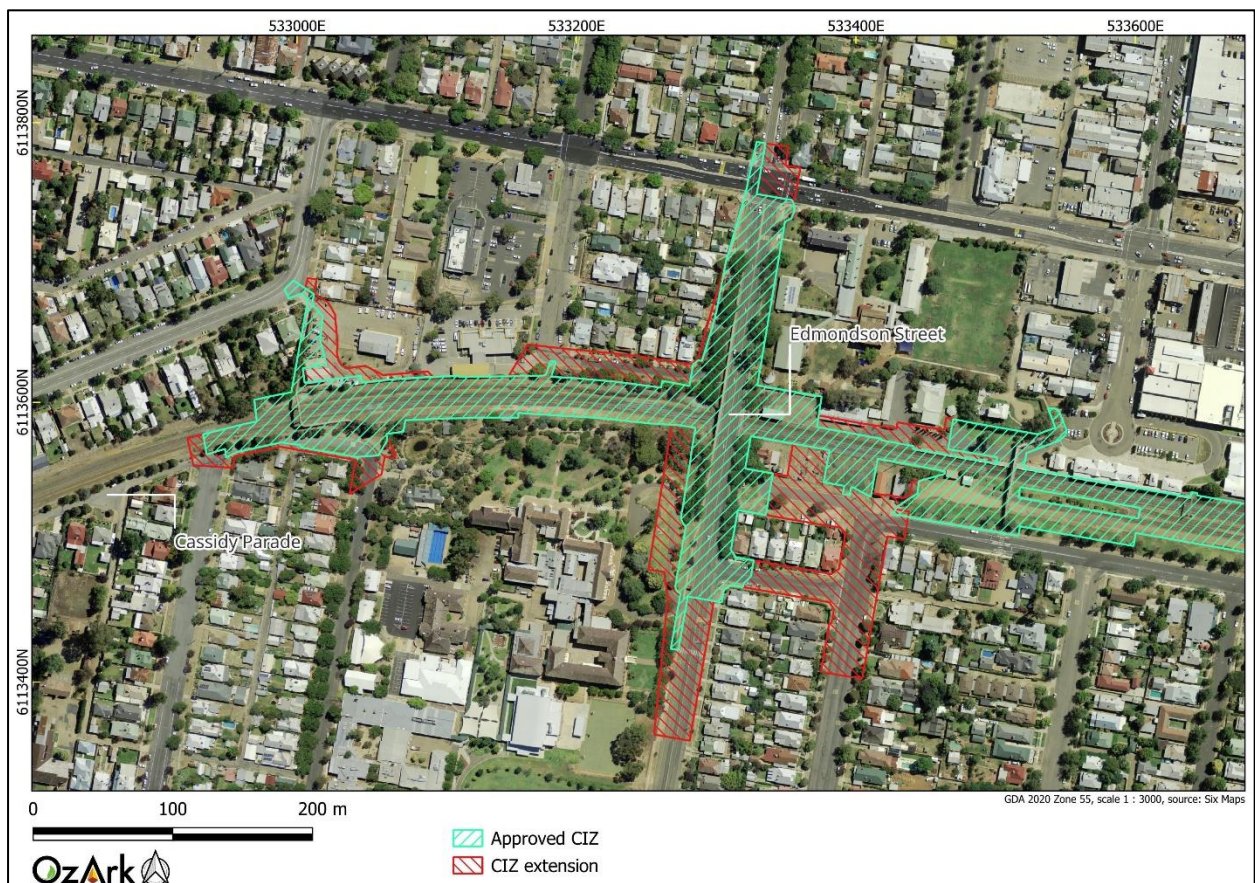 533000E 533200E 533400E 533600E
6113800N
6113600N
6113400N
Edmondson Street
Cassidy Parade
GDA 2020 Zone 55, scale 1 : 3000, source: Six Maps
0 100 200 m
Approved CIZ
CIZ extension
OzArk